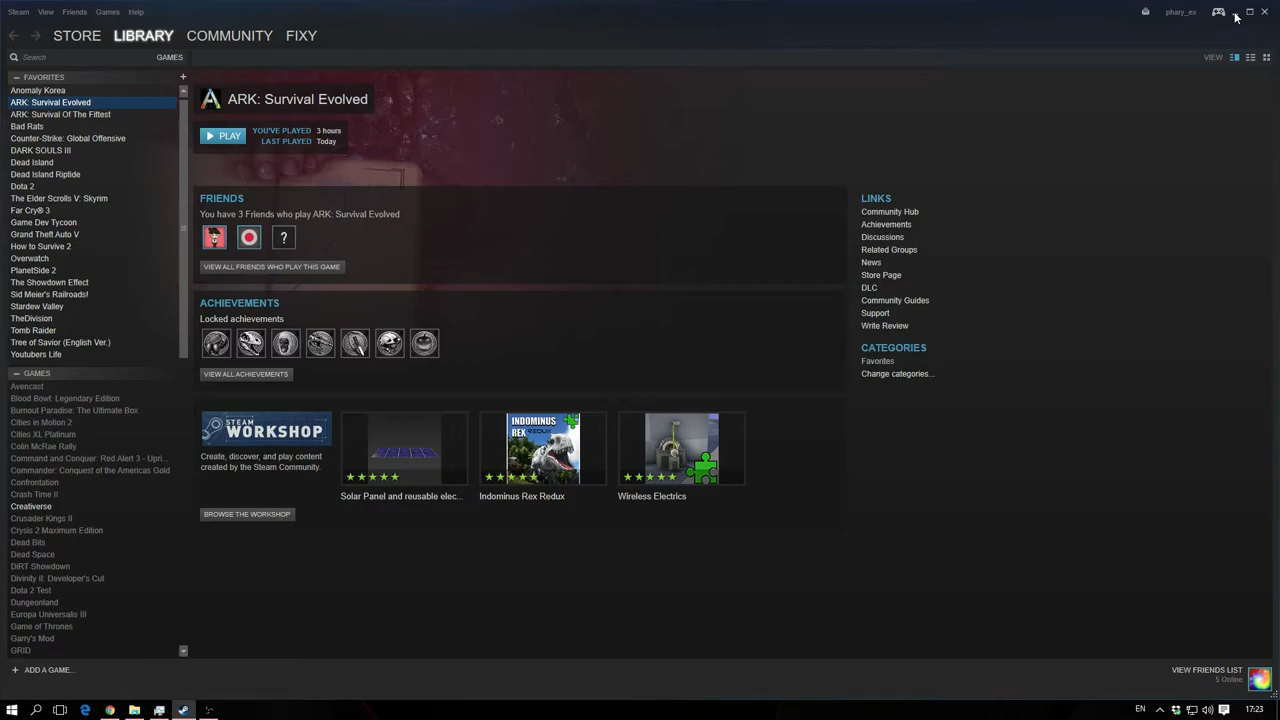 Steam View Friends Games Help
phary_ex
STORE LIBRARY COMMUNITY FIXY
Search GAMES
VIEW
FAVORITES
Anomaly Korea
ARK: Survival Evolved
ARK: Survival Of The Fittest
Bad Rats
Counter-Strike: Global Offensive
DARK SOULS III
Dead Island
Dead Island Riptide
Dota 2
The Elder Scrolls V: Skyrim
Far Cry® 3
Game Dev Tycoon
Grand Theft Auto V
How to Survive 2
Overwatch
PlanetSide 2
The Showdown Effect
Sid Meier's Railroads!
Stardew Valley
TheDivision
Tomb Raider
Tree of Savior (English Ver.)
Youtubers Life
GAMES
Avencast
Blood Bowl: Legendary Edition
Burnout Paradise: The Ultimate Box
Cities in Motion 2
Cities XL Platinum
Colin McRae Rally
Command and Conquer: Red Alert 3 - Upri...
Commander: Conquest of the Americas Gold
Confrontation
Crash Time II
Creativerse
Crusader Kings II
Crysis 2 Maximum Edition
Dead Bits
Dead Space
DiRT Showdown
Divinity II: Developer's Cut
Dota 2 Test
Dungeonland
Europa Universalis III
Game of Thrones
Garry's Mod
GRID
ADD A GAME...
ARK: Survival Evolved
PLAY
YOU'VE PLAYED 3 hours
LAST PLAYED Today
FRIENDS
You have 3 Friends who play ARK: Survival Evolved
?
VIEW ALL FRIENDS WHO PLAY THIS GAME
ACHIEVEMENTS
Locked achievements
VIEW ALL ACHIEVEMENTS
STEAM
WORKSHOP
Create, discover, and play content
created by the Steam Community.
BROWSE THE WORKSHOP
Solar Panel and reusable elec...
INDOMINUS
REX REDUX
Indominus Rex Redux
Wireless Electrics
LINKS
Community Hub
Achievements
Discussions
Related Groups
News
Store Page
DLC
Community Guides
Support
Write Review
CATEGORIES
Favorites
Change categories...
VIEW FRIENDS LIST
5 Online
EN
17:23